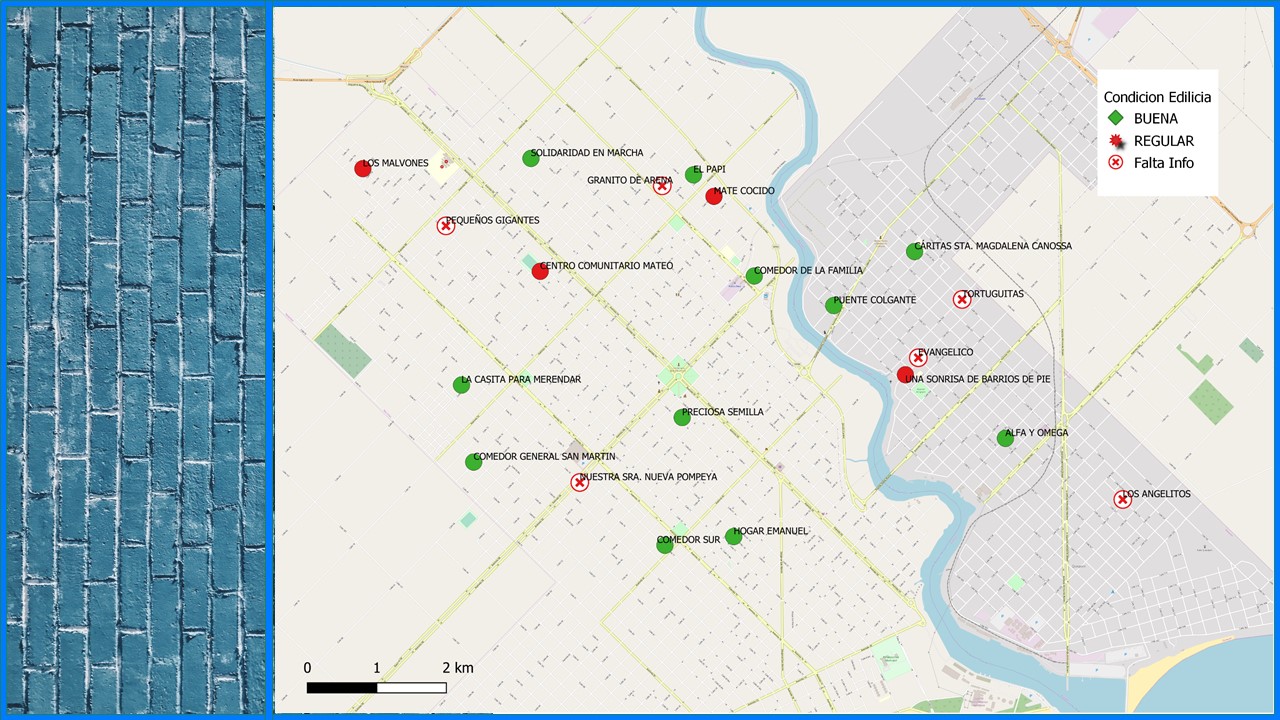 Condicion Edilicia
BUENA
REGULAR
Falta Info
SOLIDARIDAD EN MARCHA
LOS MALVONES
EL PAPI
GRANITO DE ARENA
MATE COCIDO
PEQUEÑOS GIGANTES
CARITAS STA. MAGDALENA CANOSSA
CENTRO COMUNITARIO MATEO
COMEDOR DE LA FAMILIA
TORTUGUITAS
PUENTE COLGANTE
EVANGELICO
UNA SONRISA DE BARRIOS DE PIE
LA CASITA PARA MERENDAR
PRECIOSA SEMILLA
ALFA Y OMEGA
COMEDOR GENERAL SAN MARTIN
NUESTRA SRA. NUEVA POMPEYA
LOS ANGELITOS
HOGAR EMANUEL
COMEDOR SUR
0 1 2 km